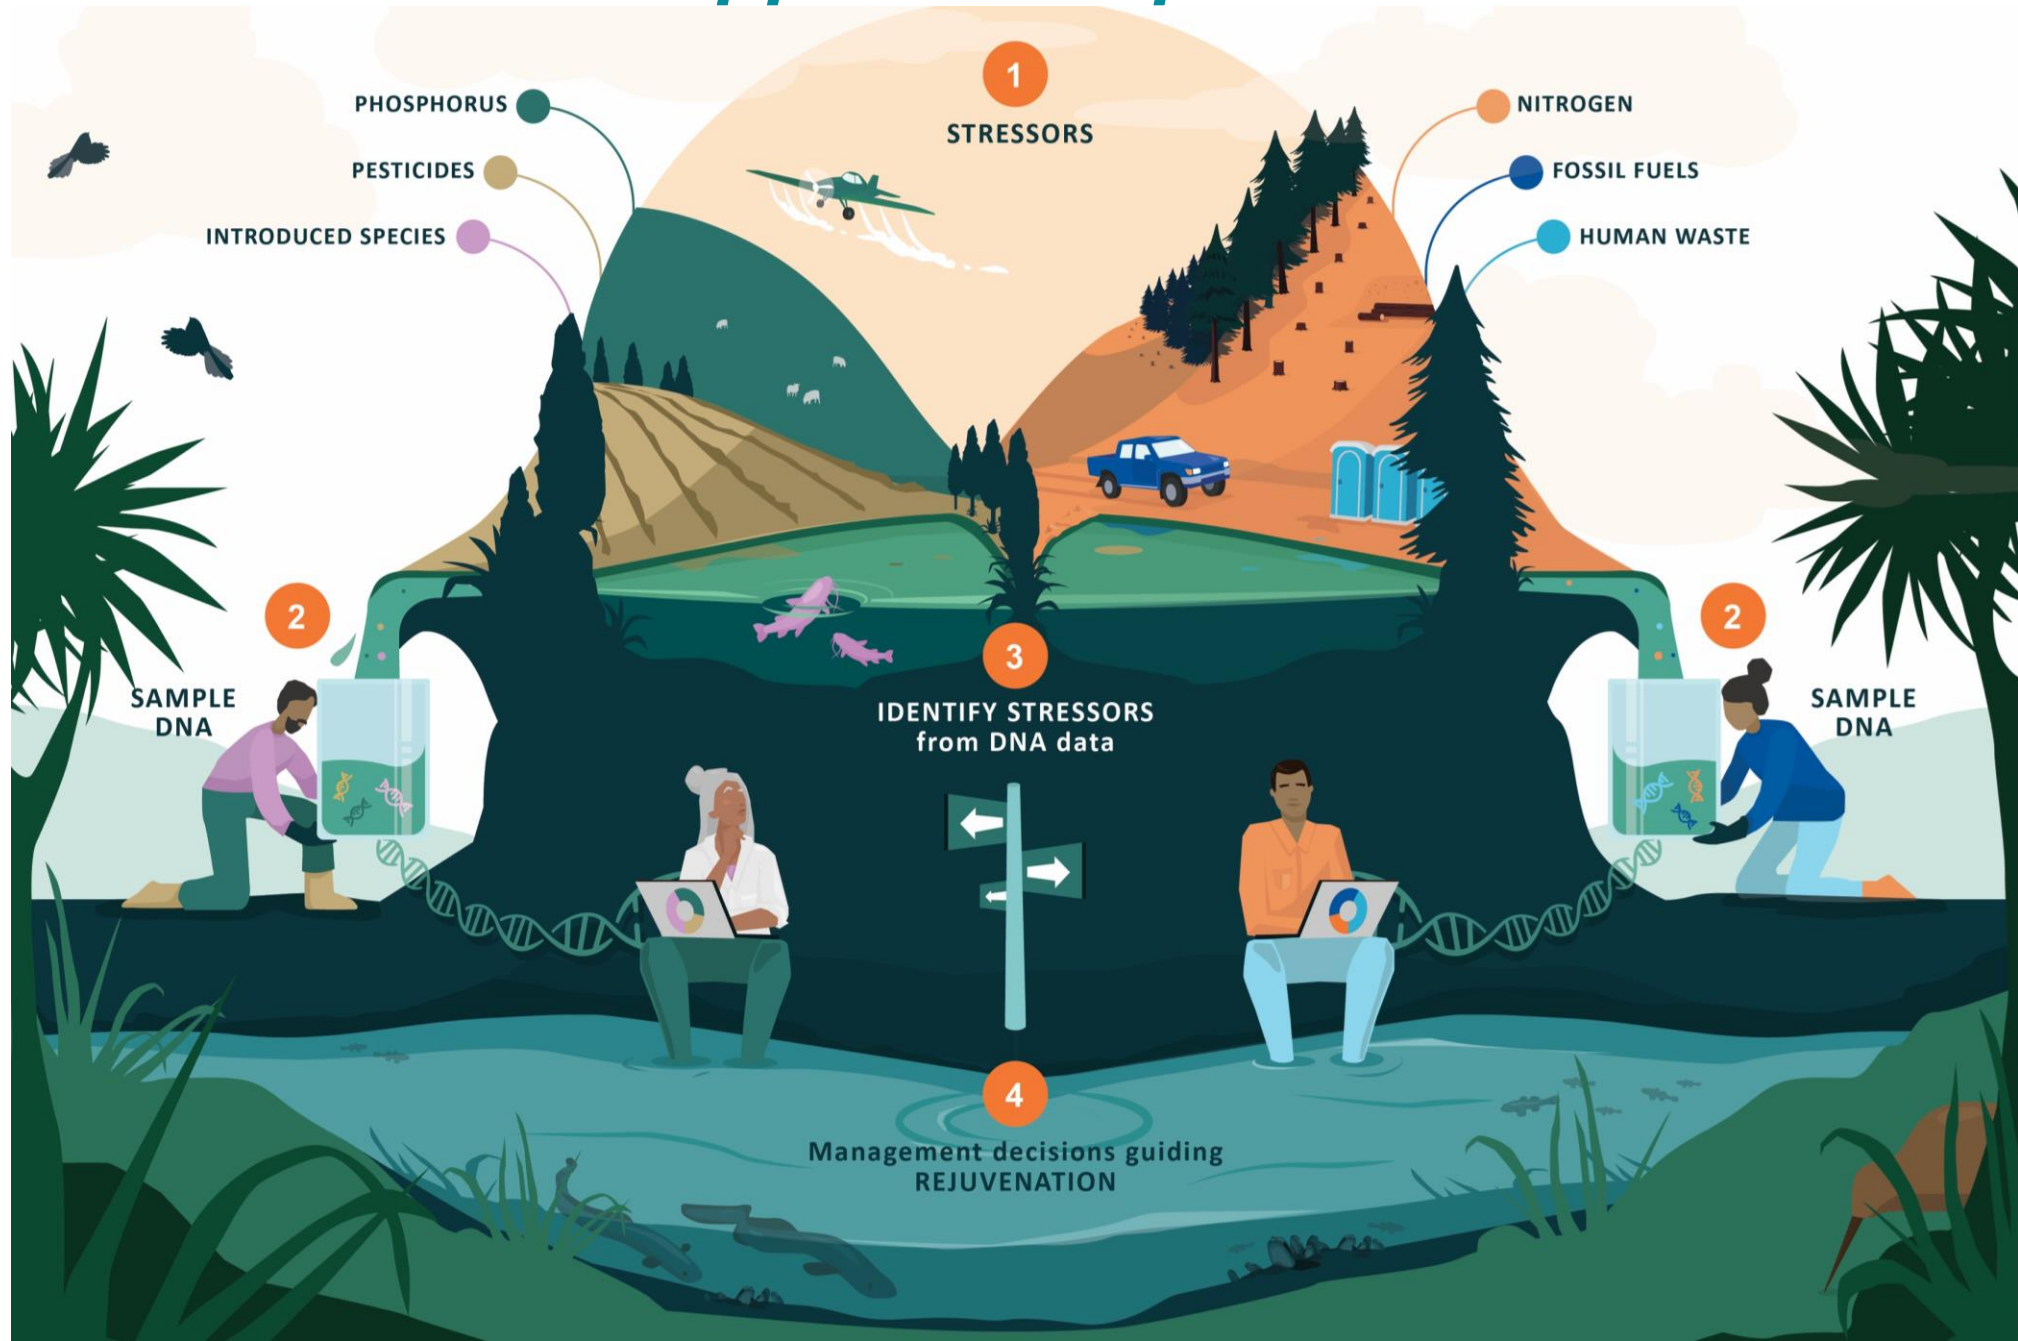 1
STRESSORS
PHOSPHORUS
PESTICIDES
INTRODUCED SPECIES
NITROGEN
FOSSIL FUELS
HUMAN WASTE
2
SAMPLE
DNA
2
SAMPLE
DNA
3
IDENTIFY STRESSORS
from DNA data
4
Management decisions guiding
REJUVENATION